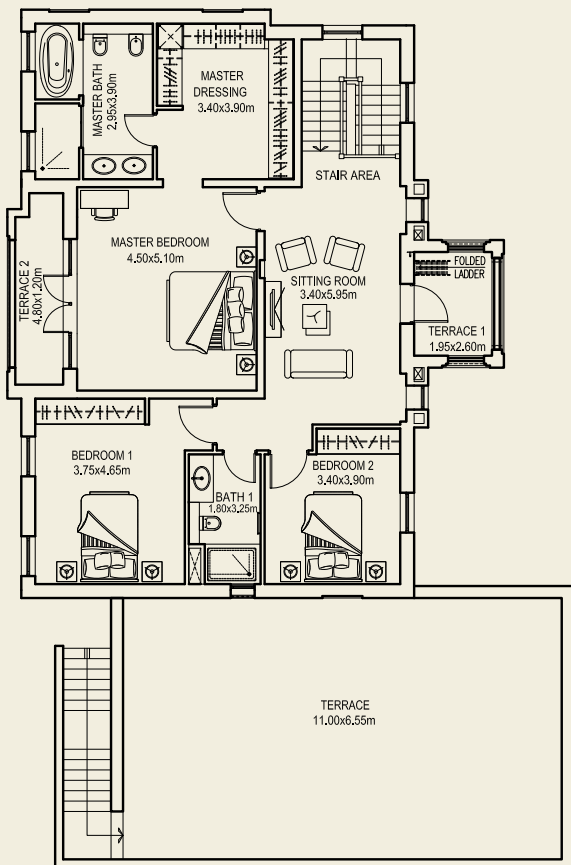 MASTER BATH
2.95x3.90m
MASTER
DRESSING
3.40x3.90m
STAIR AREA
MASTER BEDROOM
4.50x5.10m
TERRACE 2
4.80x1.20m
SITTING ROOM
3.40x5.95m
FOLDED
LADDER
TERRACE 1
1.95x2.60m
BEDROOM 1
3.75x4.65m
BATH 1
1.80x3.25m
BEDROOM 2
3.40x3.90m
TERRACE
11.00x6.55m